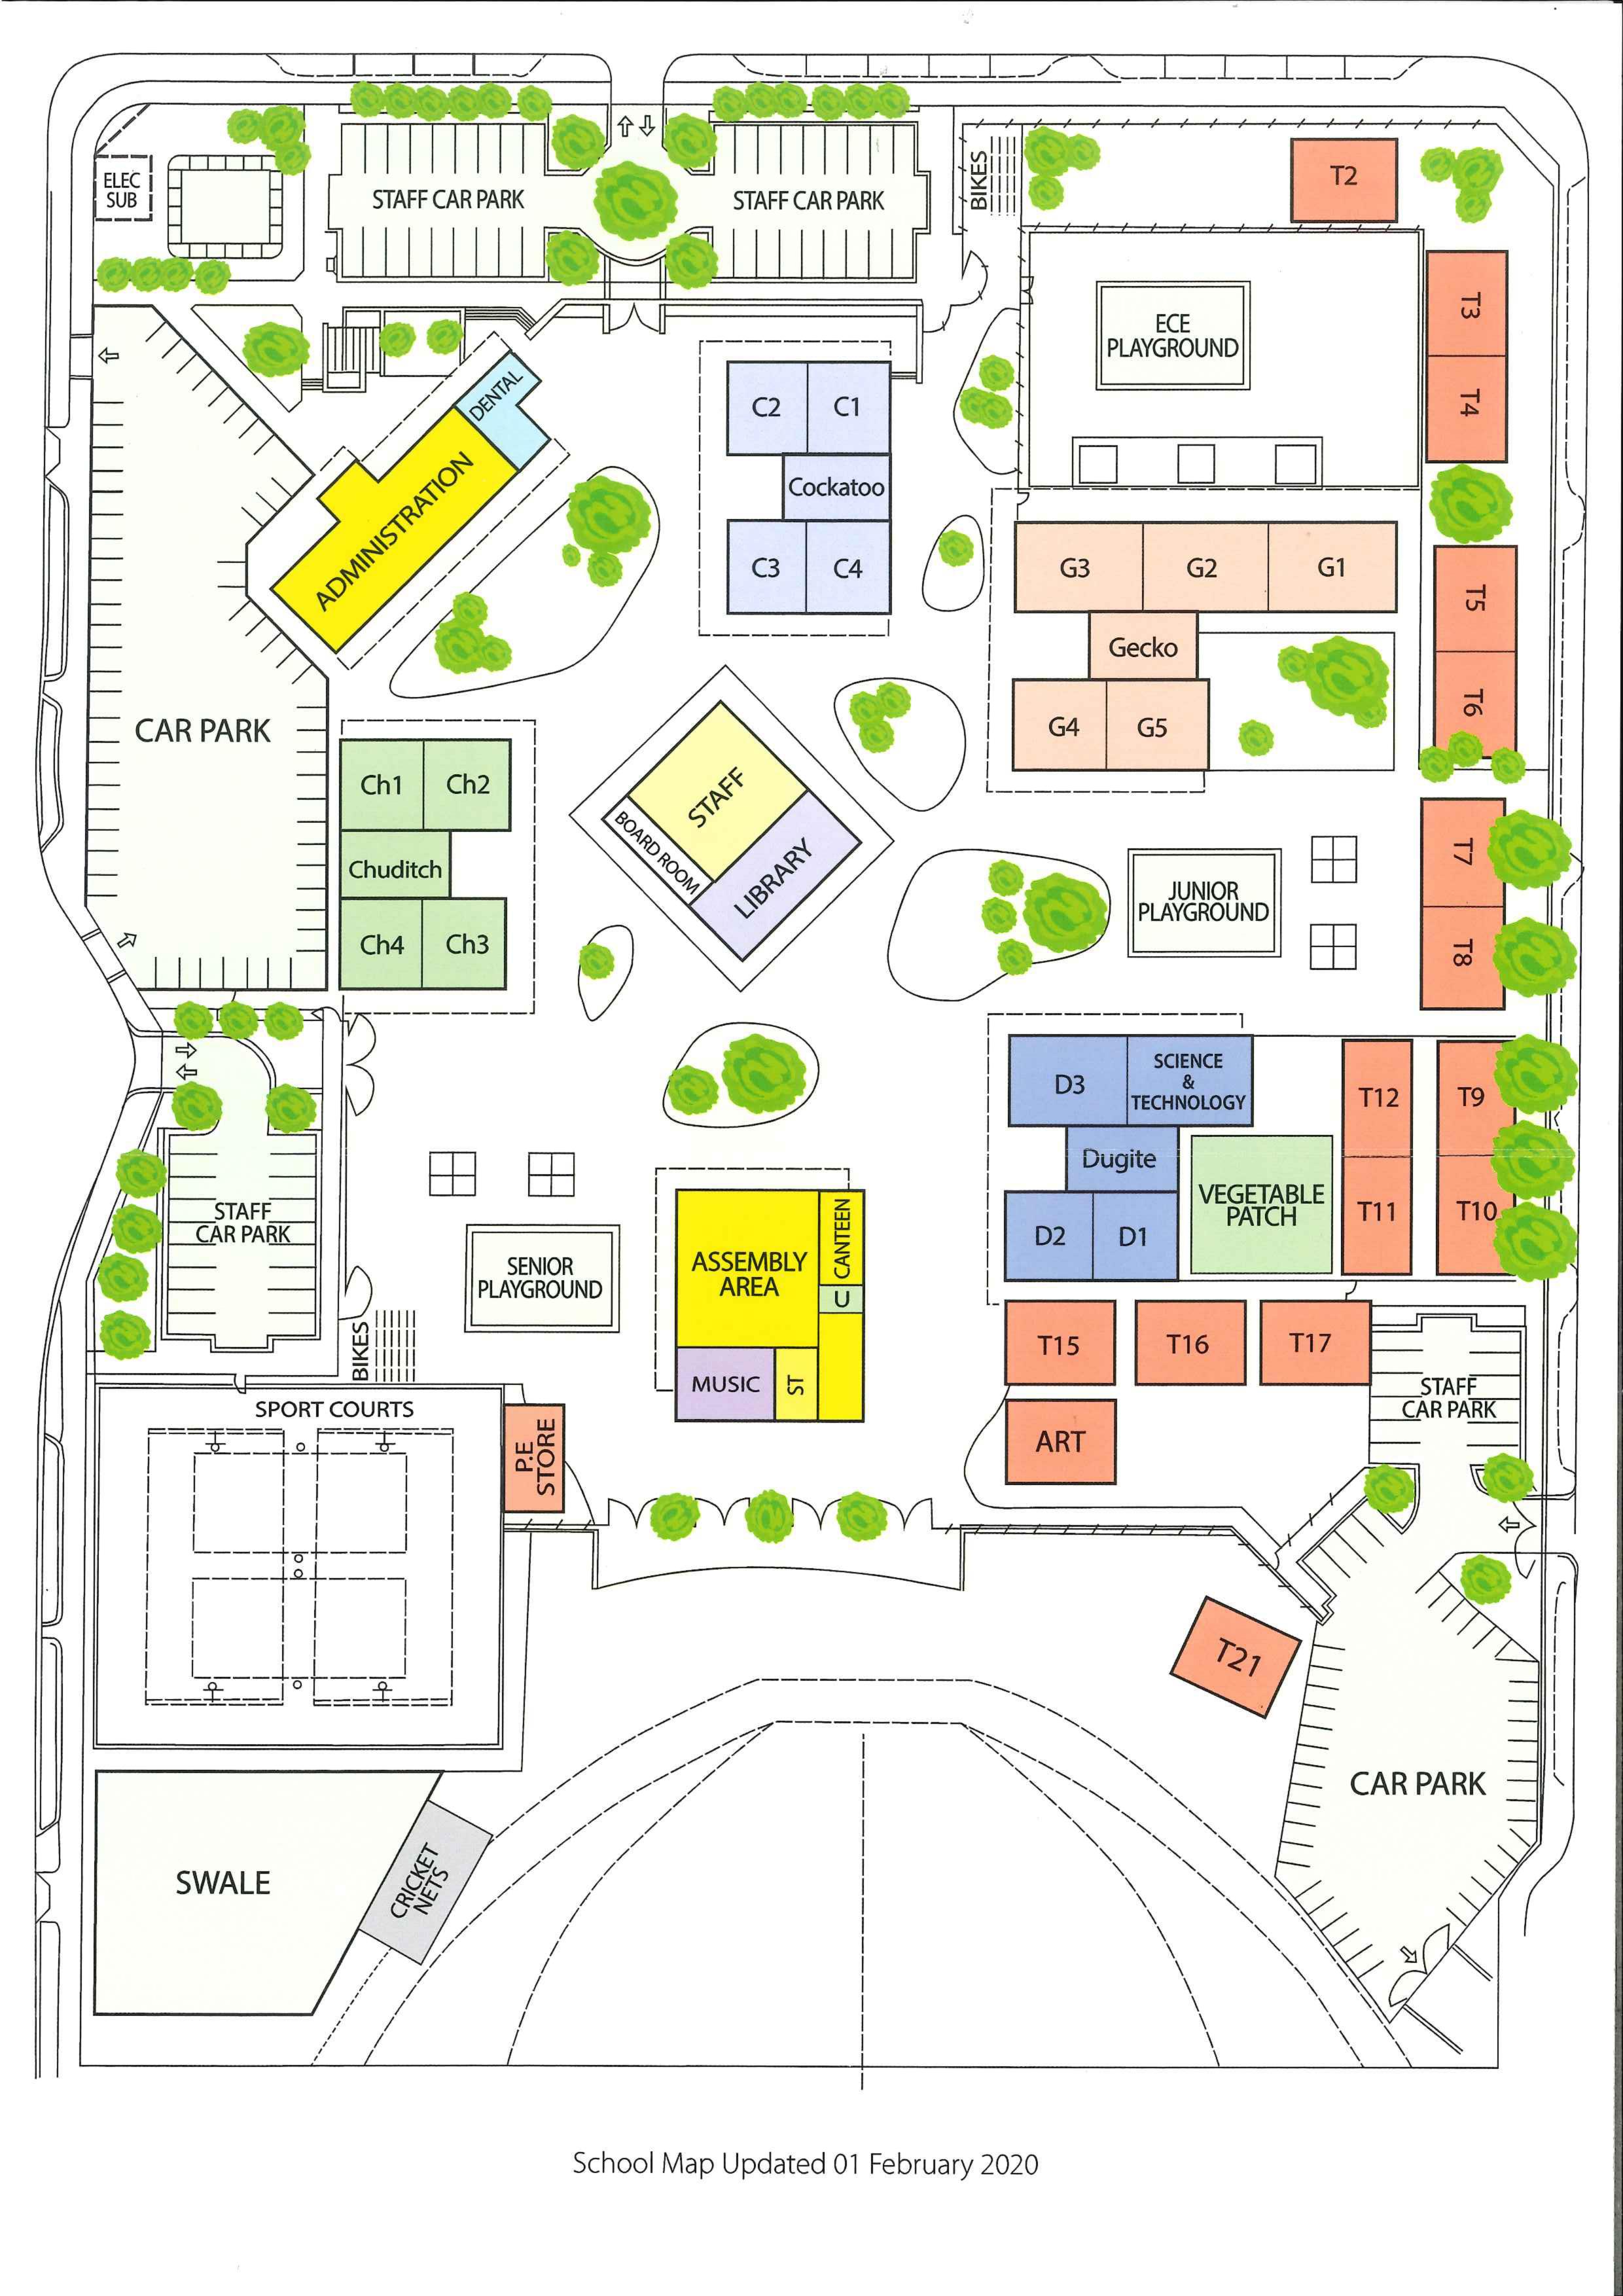 ELEC
SUB
STAFF CAR PARK
STAFF CAR PARK
BIKES
T2
ECE
PLAYGROUND
T3
T4
DENTAL
ADMINISTRATION
C2
C1
Cockatoo
C3
C4
G3
G2
G1
Gecko
G4
G5
T5
T6
CAR PARK
Ch1
Ch2
Chuditch
Ch4
Ch3
STAFF
BOARD ROOM
LIBRARY
JUNIOR
PLAYGROUND
T7
T8
D3
SCIENCE
&
TECHNOLOGY
Dugite
D2
D1
VEGETABLE
PATCH
T12
T9
T11
T10
STAFF
CAR PARK
SENIOR
PLAYGROUND
BIKES
ASSEMBLY
AREA
CANTEEN
U
MUSIC
ST
T15
T16
T17
ART
STAFF
CAR PARK
SPORT COURTS
P.E
STORE
T21
CAR PARK
SWALE
CRICKET
NETS
School Map Updated 01 February 2020